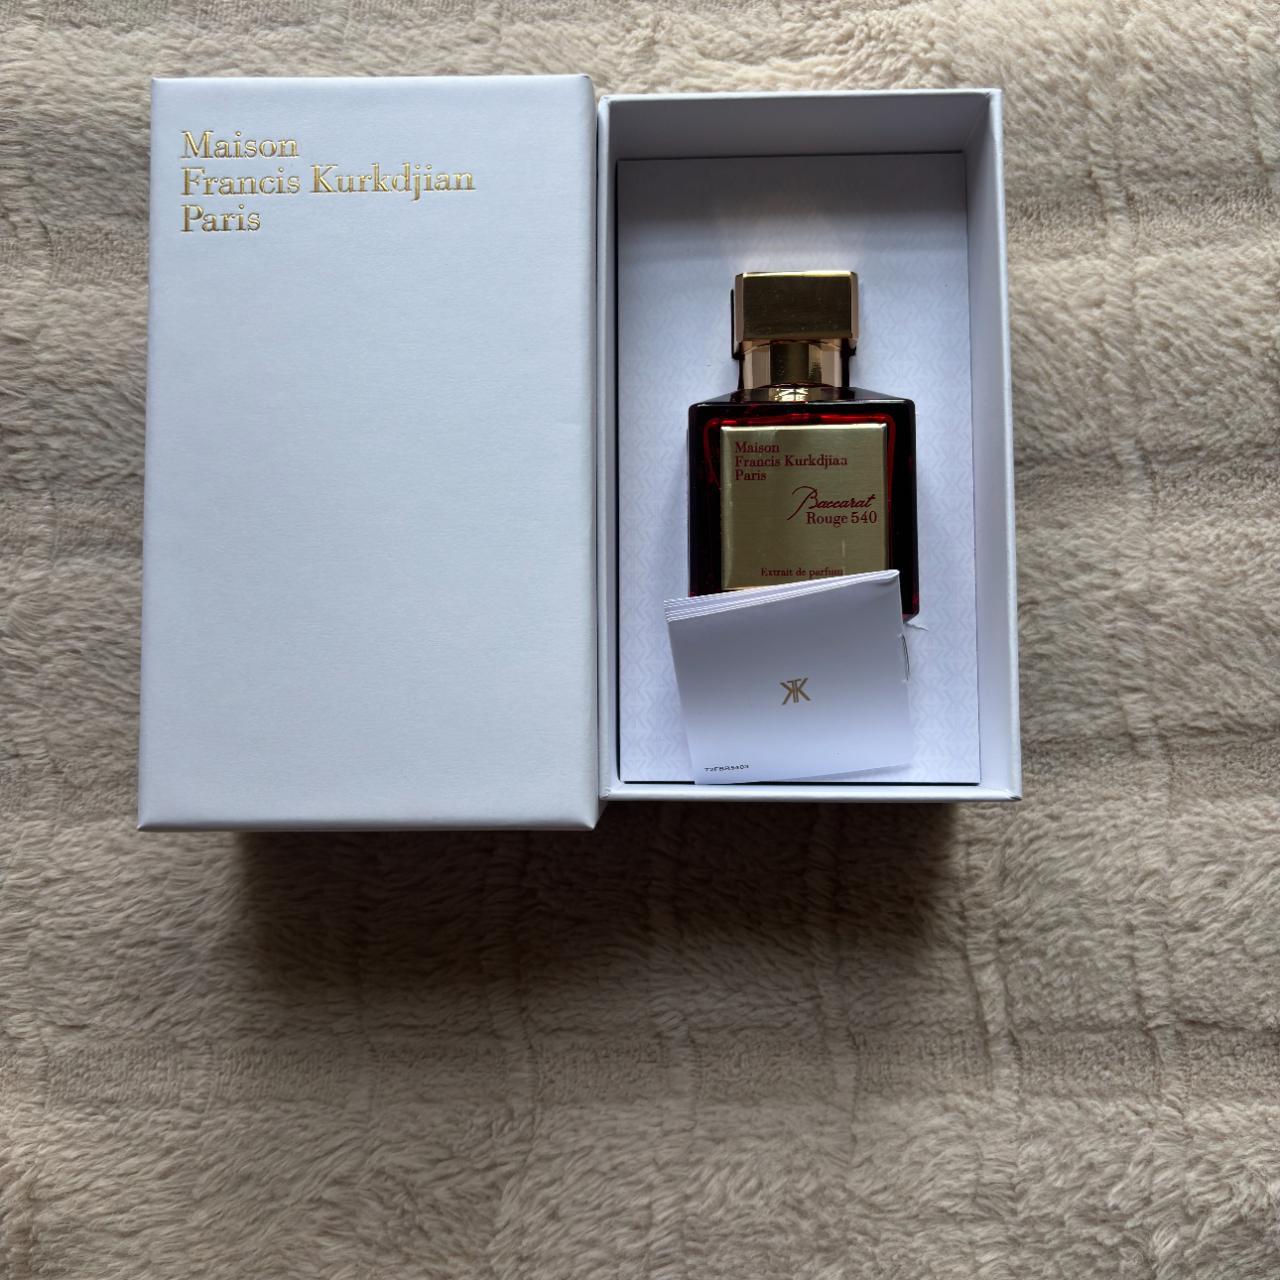 Maison
Francis Kurkdjian
Paris
Maison
Francis Kurkdjian
Paris
Baccarat
Rouge 540
Extrait de parfum